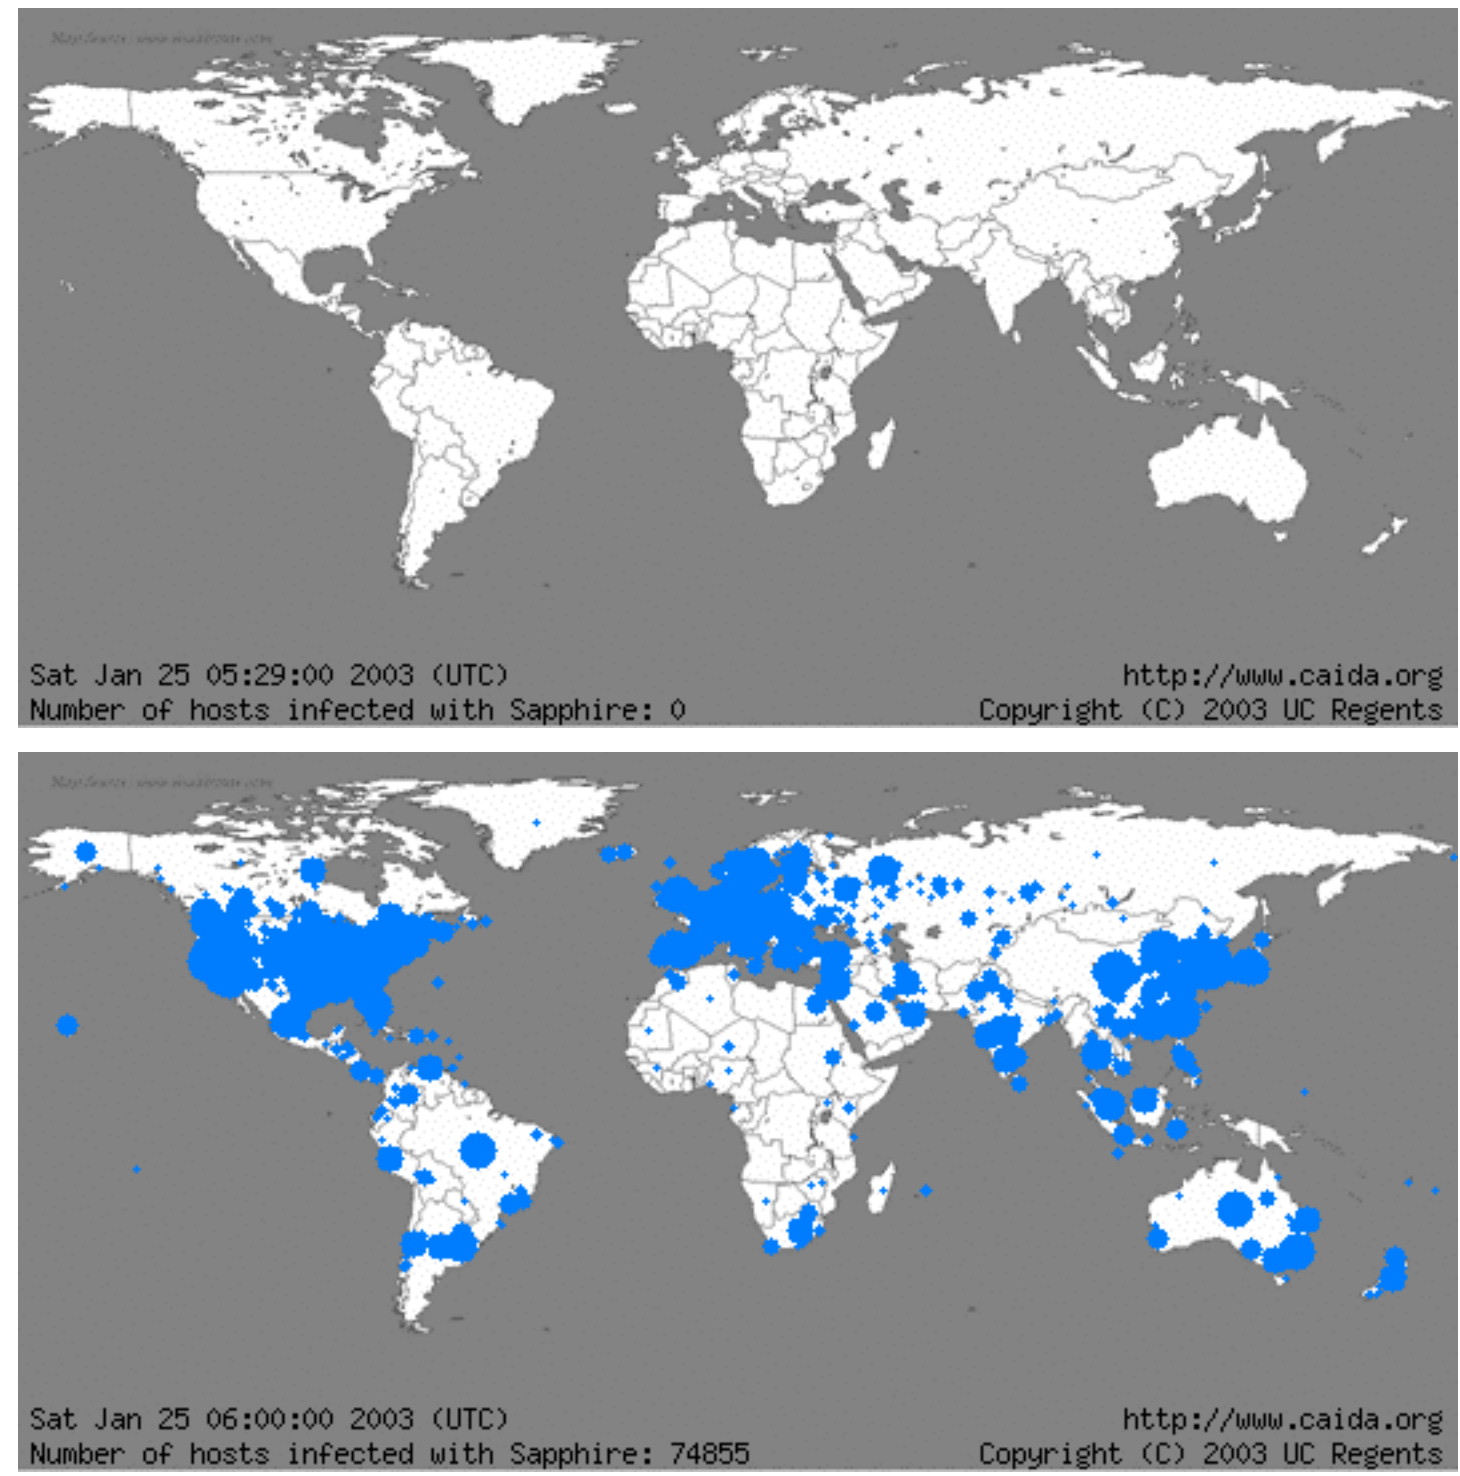 Sat Jan 25 05:29:00 2003 (UTC)
http://www.caida.org
Number of hosts infected with Sapphire: 0
Copyright (C) 2003 UC Regents
Sat Jan 25 06:00:00 2003 (UTC)
http://www.caida.org
Number of hosts infected with Sapphire: 74855
Copyright (C) 2003 UC Regents